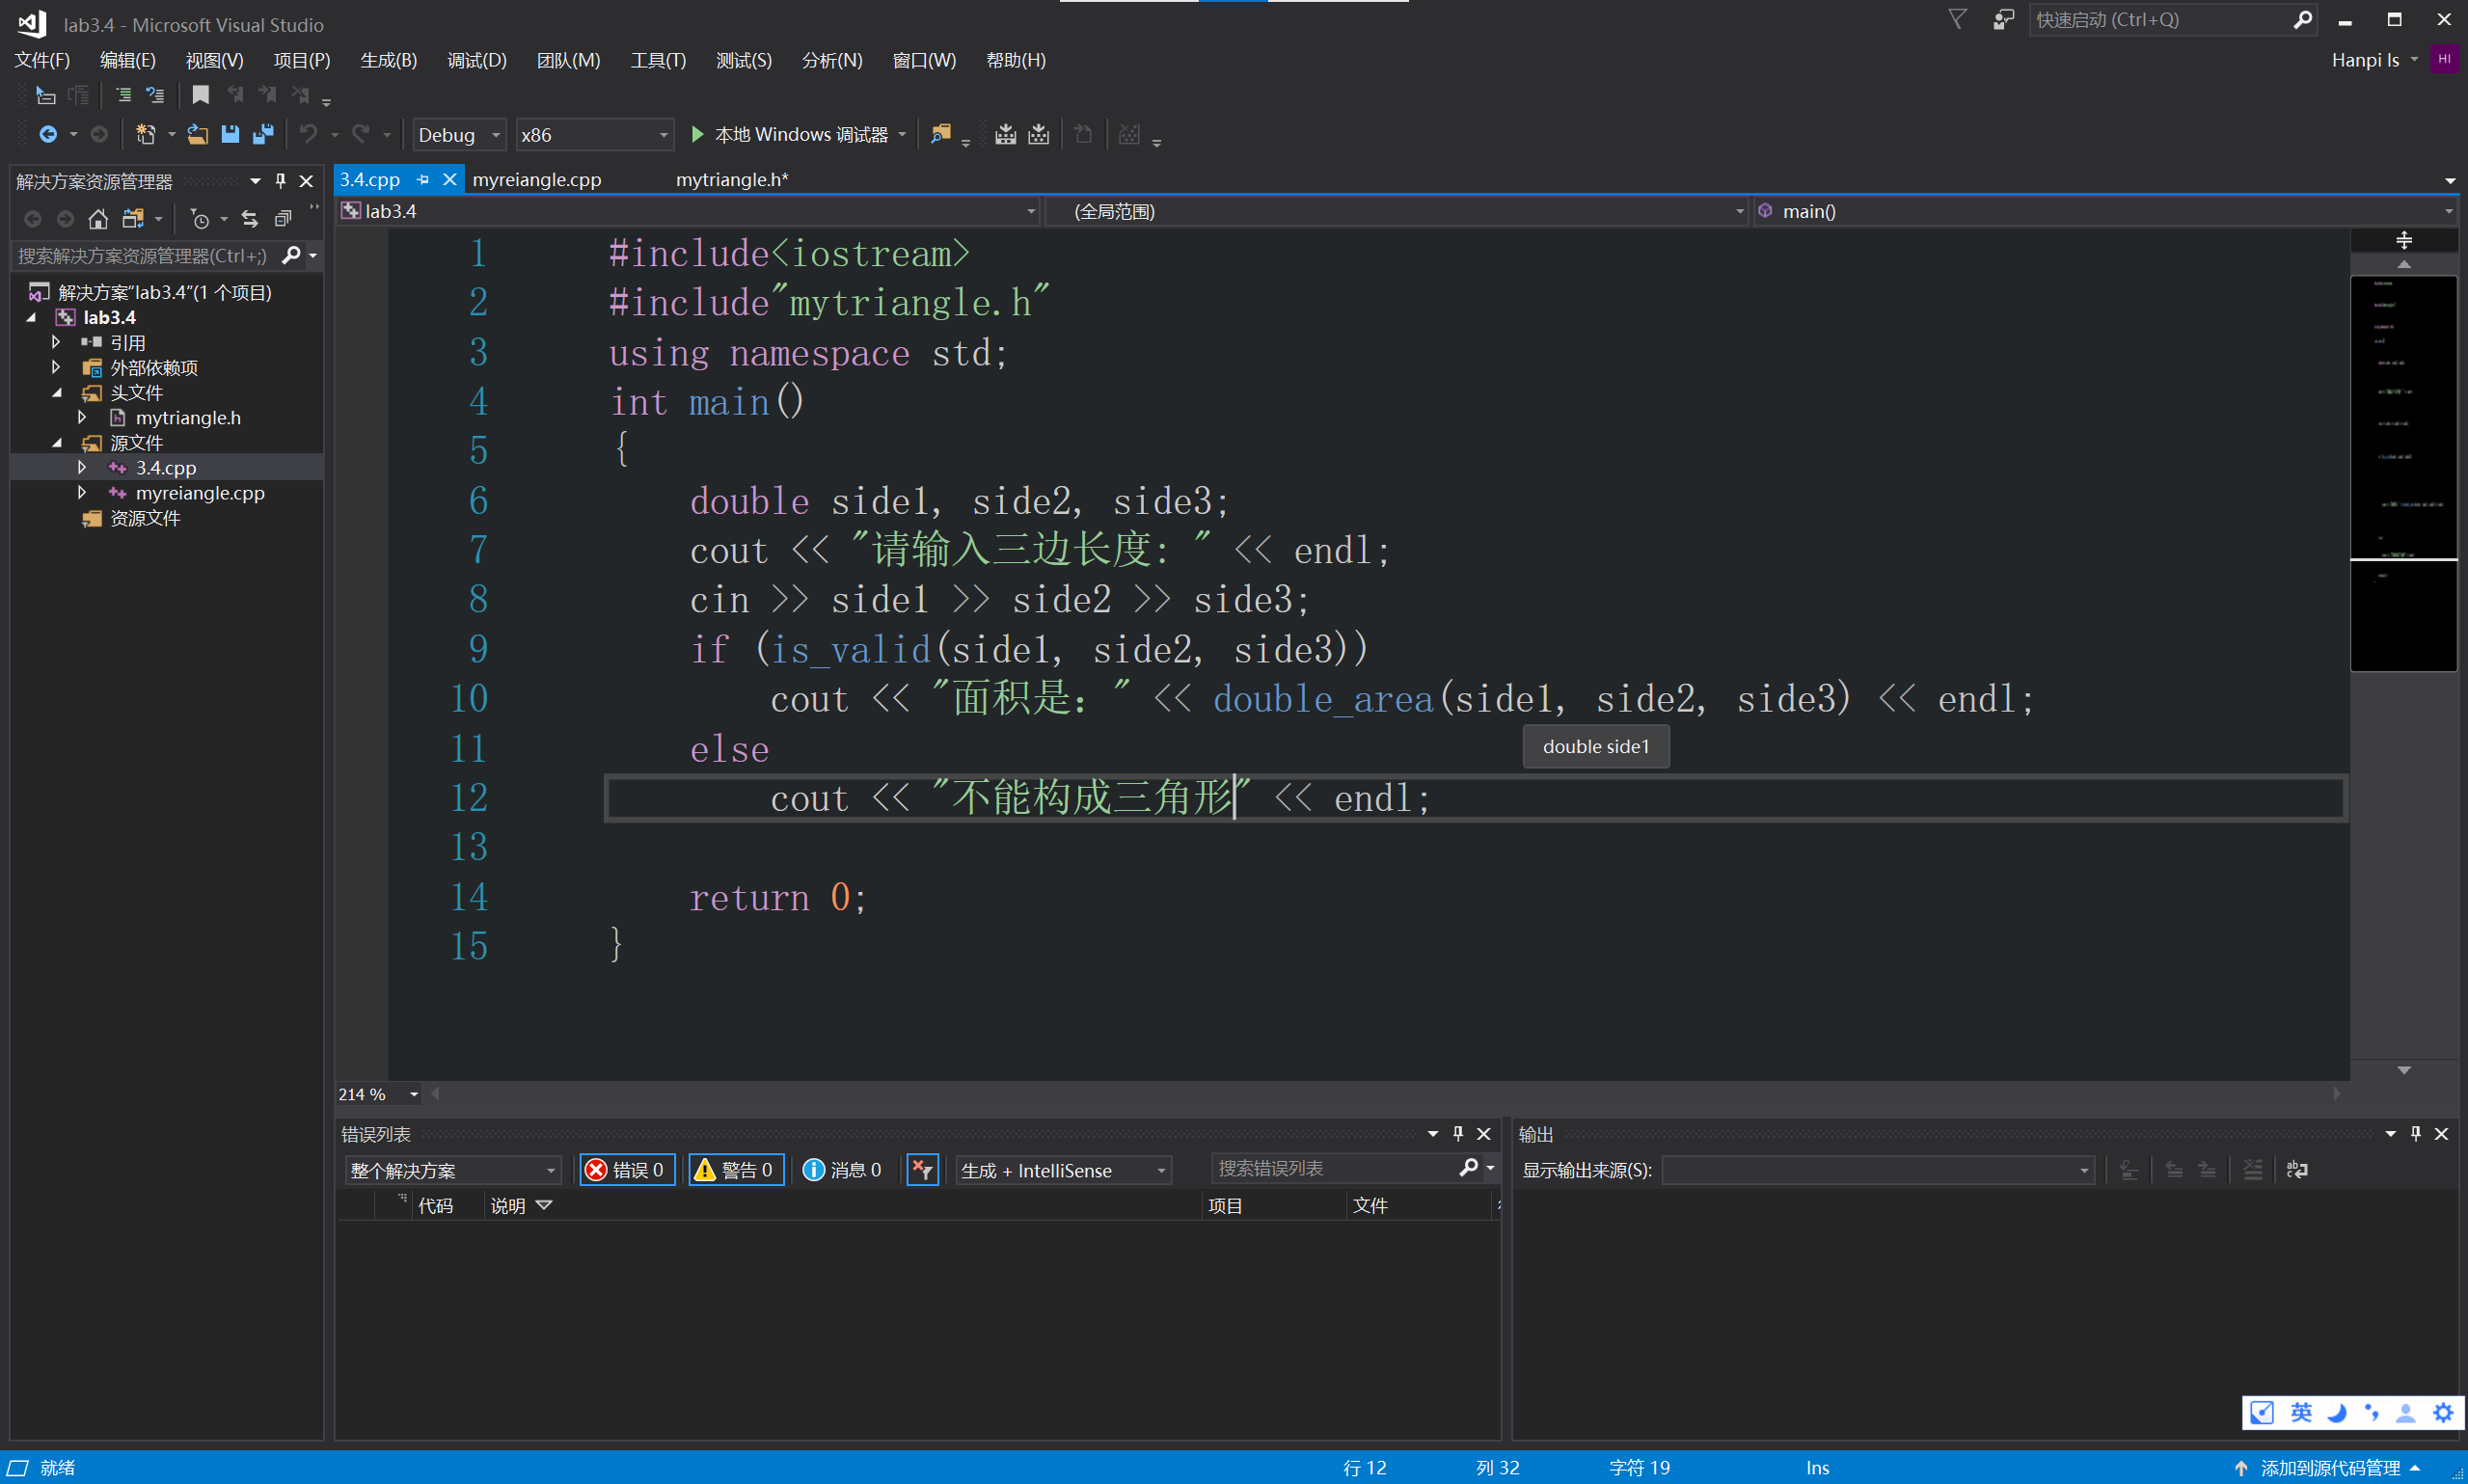 lab3.4 - Microsoft Visual Studio
快速启动 (Ctrl+Q)
文件(F) 编辑(E) 视图(V) 项目(P) 生成(B) 调试(D) 团队(M) 工具(T) 测试(S) 分析(N) 窗口(W) 帮助(H)
Hanpi ls HI
Debug x86 本地 Windows 调试器
解决方案资源管理器
搜索解决方案资源管理器(Ctrl+;)
解决方案"lab3.4"(1 个项目)
lab3.4
引用
外部依赖项
头文件
mytriangle.h
源文件
3.4.cpp
myreiangle.cpp
资源文件
3.4.cpp myreiangle.cpp mytriangle.h*
lab3.4 (全局范围) main()
1 #include<iostream>
2 #include"mytriangle.h"
3 using namespace std;
4 int main()
5 {
6 double side1, side2, side3;
7 cout << "请输入三边长度: " << endl;
8 cin >> side1 >> side2 >> side3;
9 if (is_valid(side1, side2, side3))
10 cout << "面积是：" << double_area(side1, side2, side3) << endl;
11 else
double side1
12 cout << "不能构成三角形" << endl;
13
14 return 0;
15 }
214 %
错误列表
整个解决方案 错误 0 警告 0 消息 0 生成 + IntelliSense 搜索错误列表
代码 说明 项目 文件
输出
显示输出来源(S):
英
就绪 行 12 列 32 字符 19 Ins 添加到源代码管理